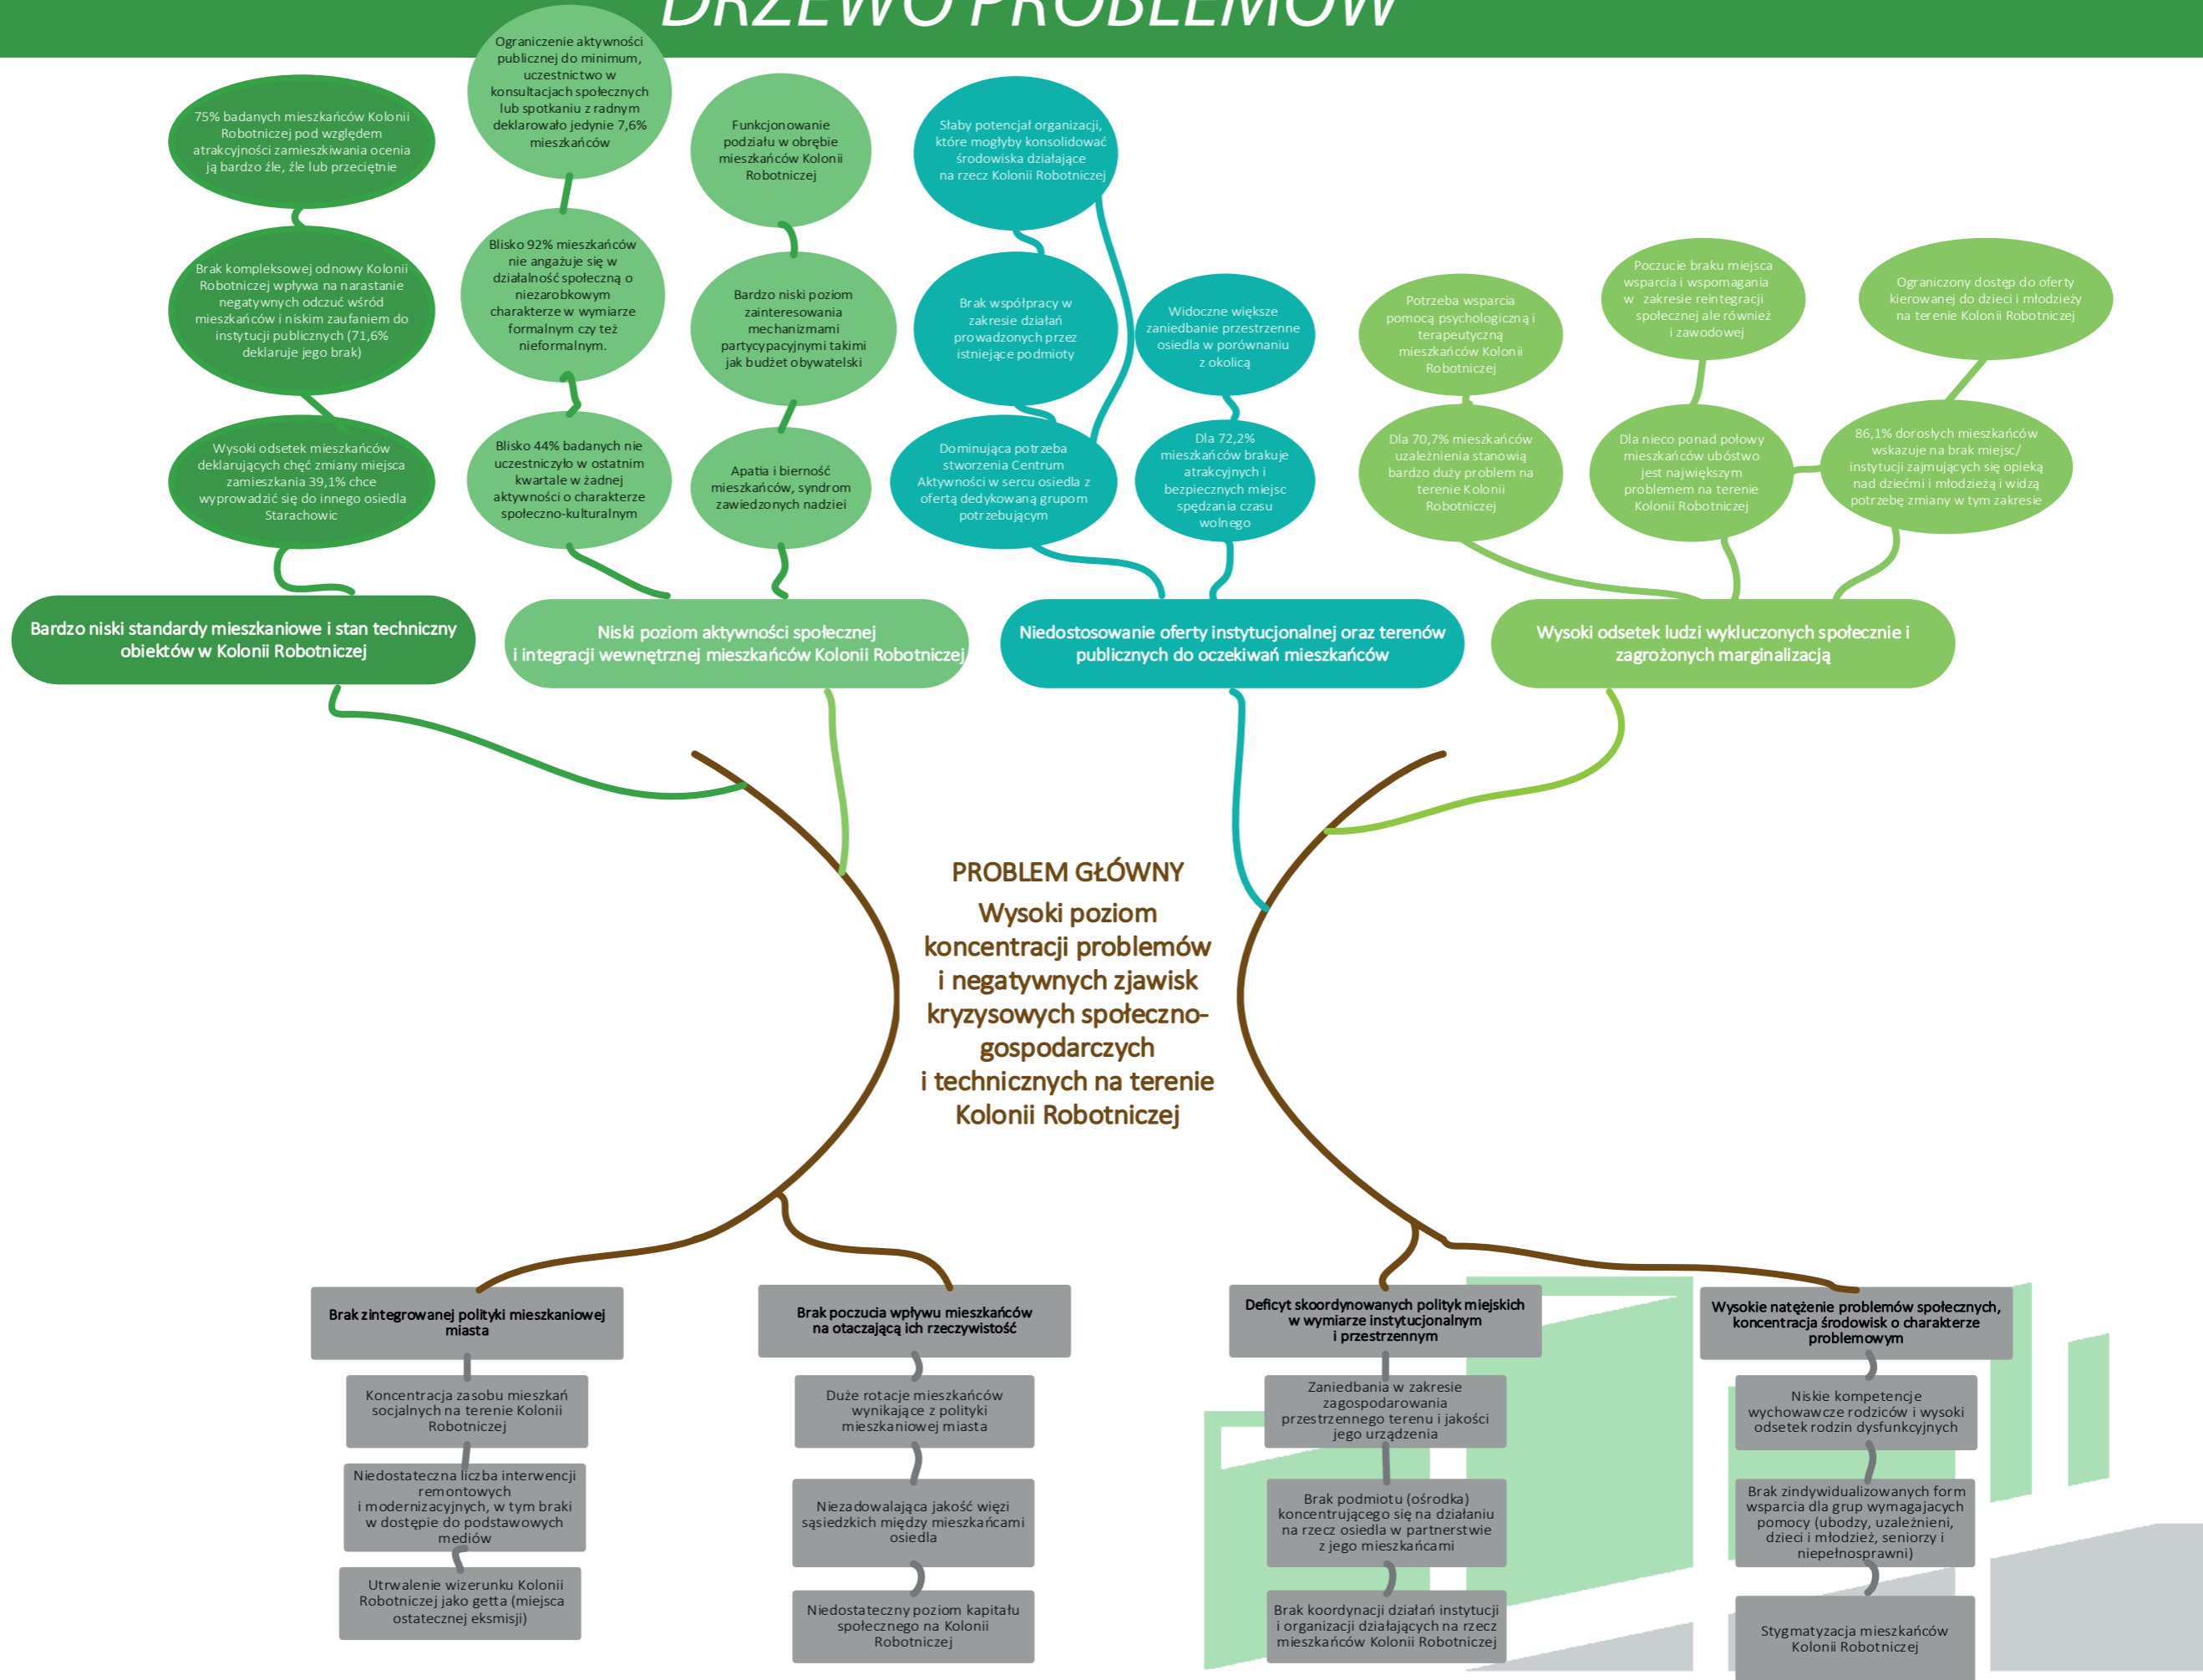 DRZEWO PROBLEMÓW
75% badanych mieszkańców Kolonii
Robotniczej pod względem
atrakcyjności zamieszkiwania ocenia
ją bardzo źle, źle lub przeciętnie
Brak kompleksowej odnowy Kolonii
Robotniczej wpływa na narastanie
negatywnych odczuć wśród
mieszkańców i niskim zaufaniem do
instytucji publicznych (71,6%
deklaruje jego brak)
Wysoki odsetek mieszkańców
deklarujących chęć zmiany miejsca
zamieszkania 39,1% chce
wyprowadzić się do innego osiedla
Starachowic
Ograniczenie aktywności
publicznej do minimum,
uczestnictwo w
konsultacjach społecznych
lub spotkaniu z radnym
deklarowało jedynie 7,6%
mieszkańców
Blisko 92% mieszkańców
nie angażuje się w
działalność społeczną o
niezarobkowym
charakterze w wymiarze
formalnym czy też
nieformalnym.
Blisko 44% badanych nie
uczestniczyło w ostatnim
kwartale w żadnej
aktywności o charakterze
społeczno-kulturalnym
Funkcjonowanie
podziału w obrębie
mieszkańców Kolonii
Robotniczej
Bardzo niski poziom
zainteresowania
mechanizmami
partycypacyjnymi takimi
jak budżet obywatelski
Apatia i bierność
mieszkańców, syndrom
zawiedzonych nadziei
Słaby potencjał organizacji,
które mogłyby konsolidować
środowiska działające
na rzecz Kolonii Robotniczej
Brak współpracy w
zakresie działań
prowadzonych przez
istniejące podmioty
Dominująca potrzeba
stworzenia Centrum
Aktywności w sercu osiedla z
ofertą dedykowaną grupom
potrzebującym
Widoczne większe
zaniedbanie przestrzenne
osiedla w porównaniu
z okolicą
Dla 72,2%
mieszkańców brakuje
atrakcyjnych i
bezpiecznych miejsc
spędzania czasu
wolnego
Potrzeba wsparcia
pomocą psychologiczną i
terapeutyczną
mieszkańców Kolonii
Robotniczej
Dla 70,7% mieszkańców
uzależnienia stanowią
bardzo duży problem na
terenie Kolonii
Robotniczej
Poczucie braku miejsca
wsparcia i wspomagania
w zakresie reintegracji
społecznej ale również
i zawodowej
Dla nieco ponad połowy
mieszkańców ubóstwo
jest największym
problemem na terenie
Kolonii Robotniczej
Ograniczony dostęp do oferty
kierowanej do dzieci i młodzieży
na terenie Kolonii Robotniczej
86,1% dorosłych mieszkańców
wskazuje na brak miejsc/
instytucji zajmujących się opieką
nad dziećmi i młodzieżą i widzą
potrzebę zmiany w tym zakresie
Bardzo niski standardy mieszkaniowe i stan techniczny
obiektów w Kolonii Robotniczej
Niski poziom aktywności społecznej
i integracji wewnętrznej mieszkańców Kolonii Robotniczej
Niedostosowanie oferty instytucjonalnej oraz terenów
publicznych do oczekiwań mieszkańców
Wysoki odsetek ludzi wykluczonych społecznie i
zagrożonych marginalizacją
PROBLEM GŁÓWNY
Wysoki poziom
koncentracji problemów
i negatywnych zjawisk
kryzysowych społeczno-
gospodarczych
i technicznych na terenie
Kolonii Robotniczej
Brak zintegrowanej polityki mieszkaniowej
miasta
Koncentracja zasobu mieszkań
socjalnych na terenie Kolonii
Robotniczej
Niedostateczna liczba interwencji
remontowych
i modernizacyjnych, w tym braki
w dostępie do podstawowych
mediów
Utrwalenie wizerunku Kolonii
Robotniczej jako getta (miejsca
ostatecznej eksmisji)
Brak poczucia wpływu mieszkańców
na otaczającą ich rzeczywistość
Duże rotacje mieszkańców
wynikające z polityki
mieszkaniowej miasta
Niezadowalająca jakość więzi
sąsiedzkich między mieszkańcami
osiedla
Niedostateczny poziom kapitału
społecznego na Kolonii
Robotniczej
Deficyt skoordynowanych polityk miejskich
w wymiarze instytucjonalnym
i przestrzennym
Zaniedbania w zakresie
zagospodarowania
przestrzennego terenu i jakości
jego urządzenia
Brak podmiotu (ośrodka)
koncentrującego się na działaniu
na rzecz osiedla w partnerstwie
z jego mieszkańcami
Brak koordynacji działań instytucji
i organizacji działających na rzecz
mieszkańców Kolonii Robotniczej
Wysokie natężenie problemów społecznych,
koncentracja środowisk o charakterze
problemowym
Niskie kompetencje
wychowawcze rodziców i wysoki
odsetek rodzin dysfunkcyjnych
Brak zindywidualizowanych form
wsparcia dla grup wymagajacych
pomocy (ubodzy, uzależnieni,
dzieci i młodzież, seniorzy i
niepełnosprawni)
Stygmatyzacja mieszkańców
Kolonii Robotniczej